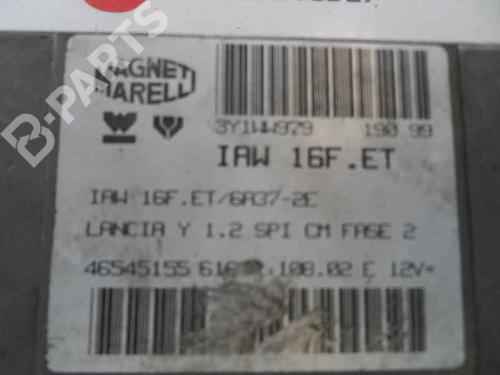 B-PARTS
MAGNETI
MARELLI
3Y1WW979 190 99
IAW 16F.ET
IAW 16F.ET/6A37-2E
LANCIA Y 1.2 SPI CM FASE 2
46545155 108.02 E 12V=